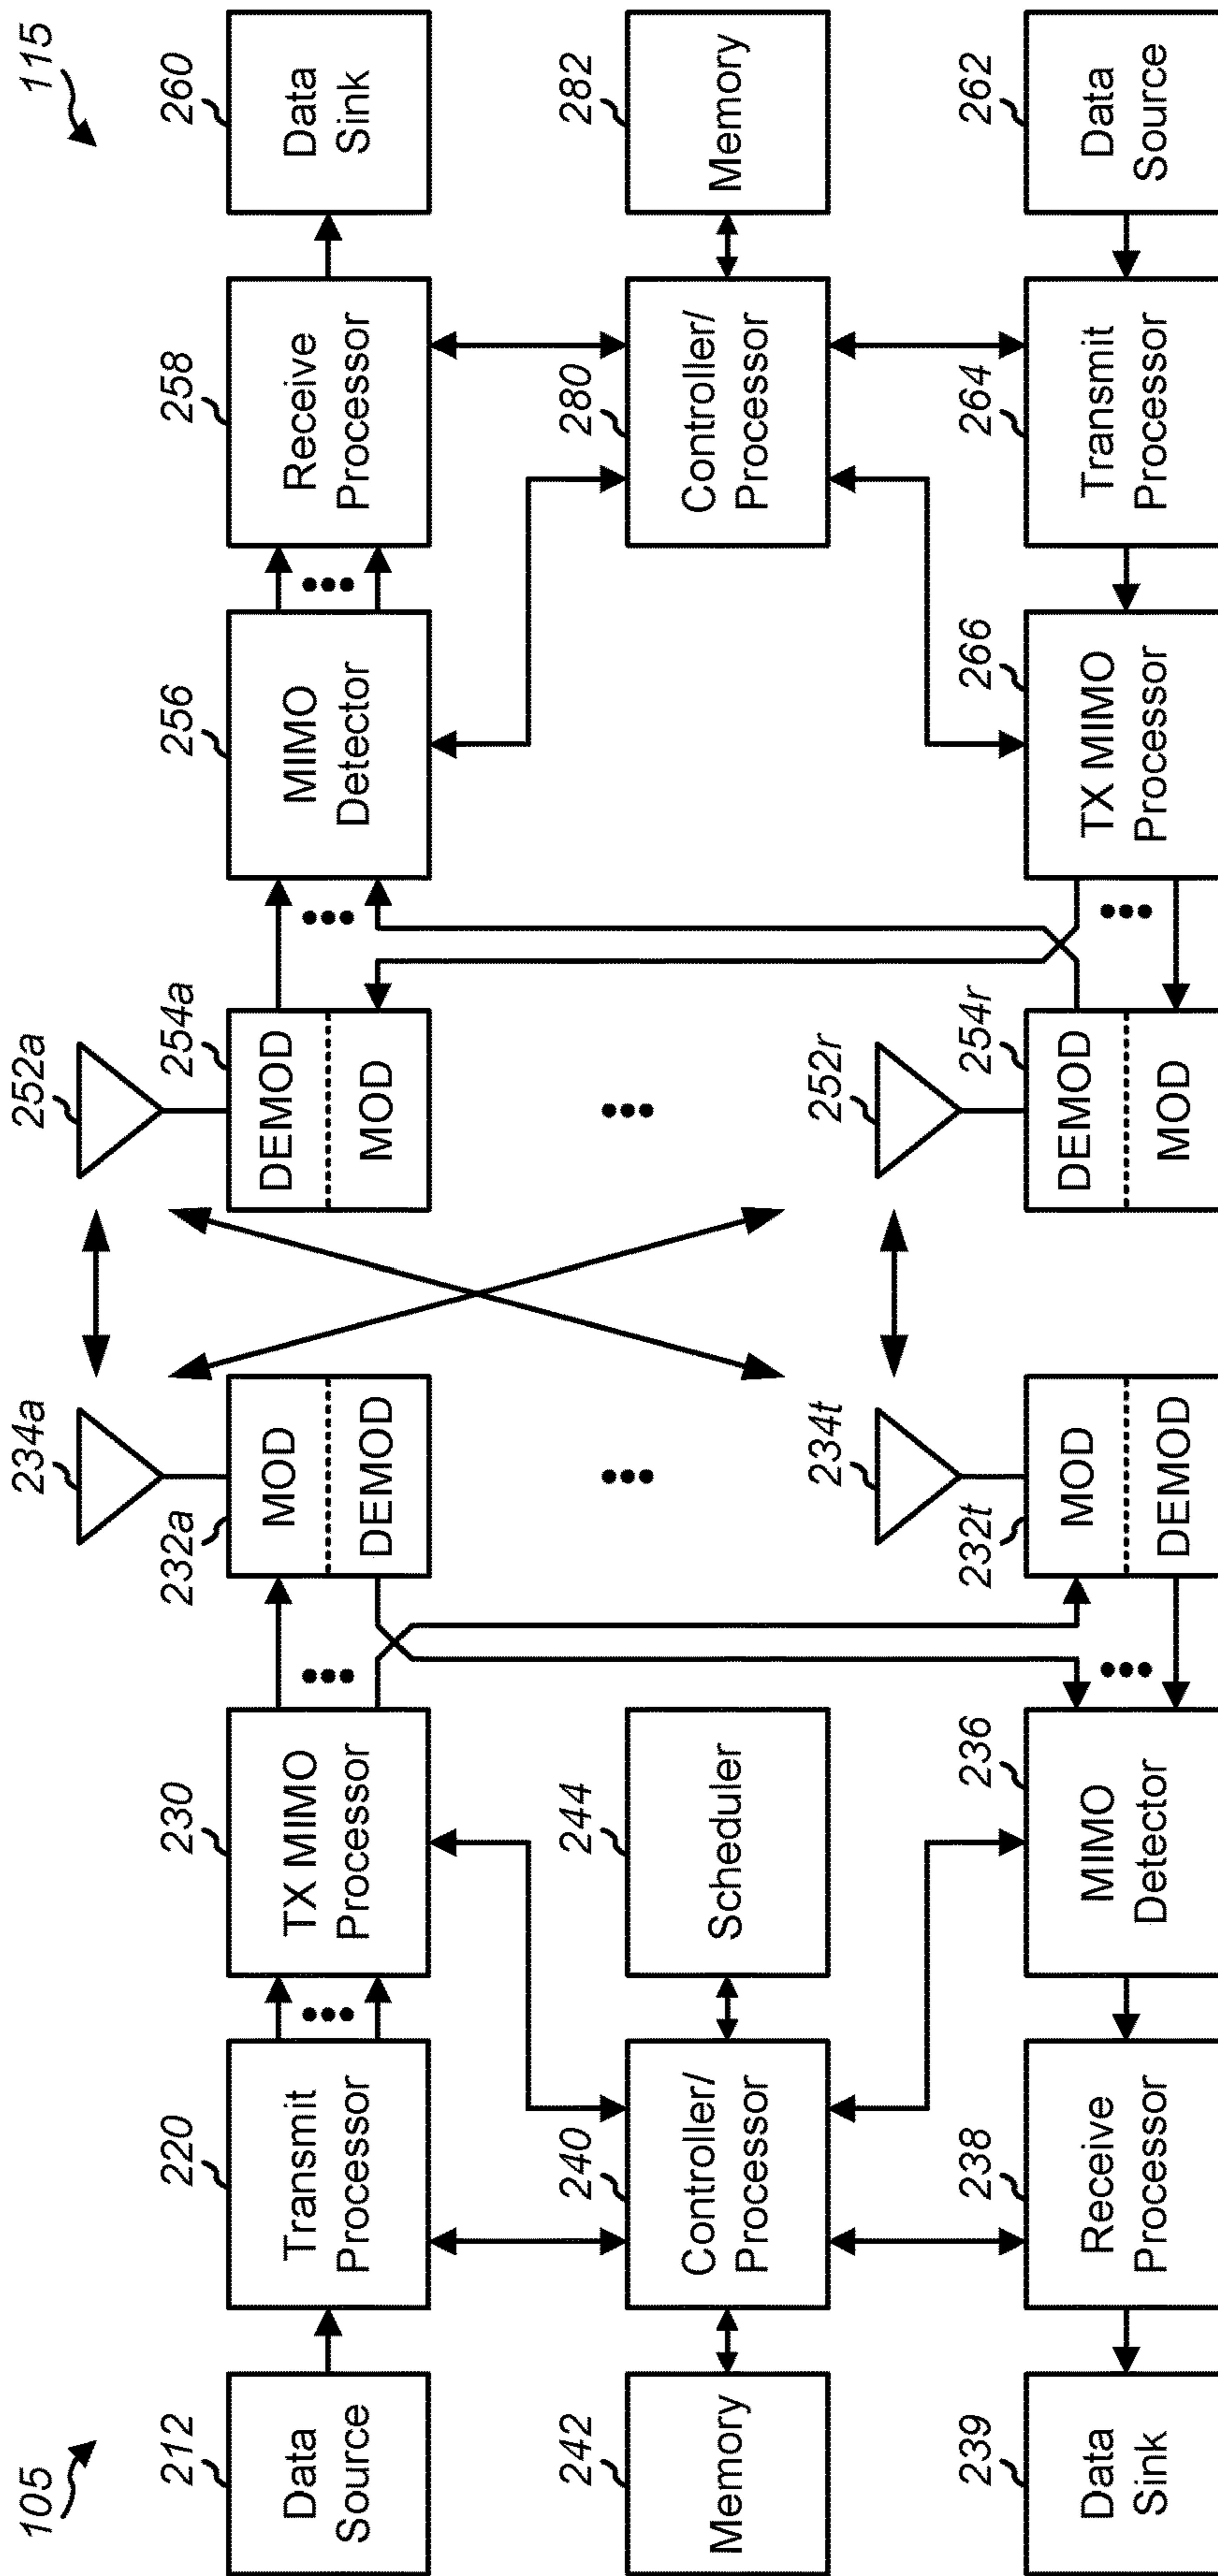 105
115
212
Data
Source
220
Transmit
Processor
230
TX MIMO
Processor
234a
232a
MOD
DEMOD
252a
254a
DEMOD
MOD
256
MIMO
Detector
258
Receive
Processor
260
Data
Sink
242
Memory
240
Controller/
Processor
244
Scheduler
280
Controller/
Processor
282
Memory
239
Data
Sink
238
Receive
Processor
236
MIMO
Detector
234t
232t
MOD
DEMOD
252r
254r
DEMOD
MOD
266
TX MIMO
Processor
264
Transmit
Processor
262
Data
Source